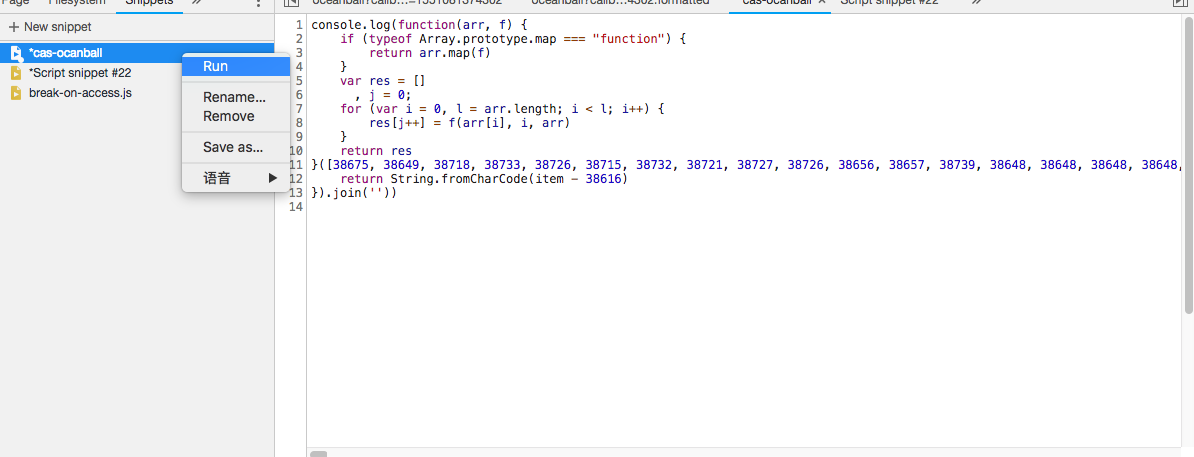 Page Filesystem Snippets »
oceanball?callb…=1551081574302 oceanball?callb…4302:formatted cas-ocanball × Script snippet #22 »
+ New snippet
*cas-ocanball
*Script snippet #22
break-on-access.js
Run
Rename...
Remove
Save as...
语音
1 console.log(function(arr, f) {
2 if (typeof Array.prototype.map === "function") {
3 return arr.map(f)
4 }
5 var res = []
6 , j = 0;
7 for (var i = 0, l = arr.length; i < l; i++) {
8 res[j++] = f(arr[i], i, arr)
9 }
10 return res
11 }([38675, 38649, 38718, 38733, 38726, 38715, 38732, 38721, 38727, 38726, 38656, 38657, 38739, 38648, 38648, 38648, 38648,
12 return String.fromCharCode(item - 38616)
13 }).join(''))
14